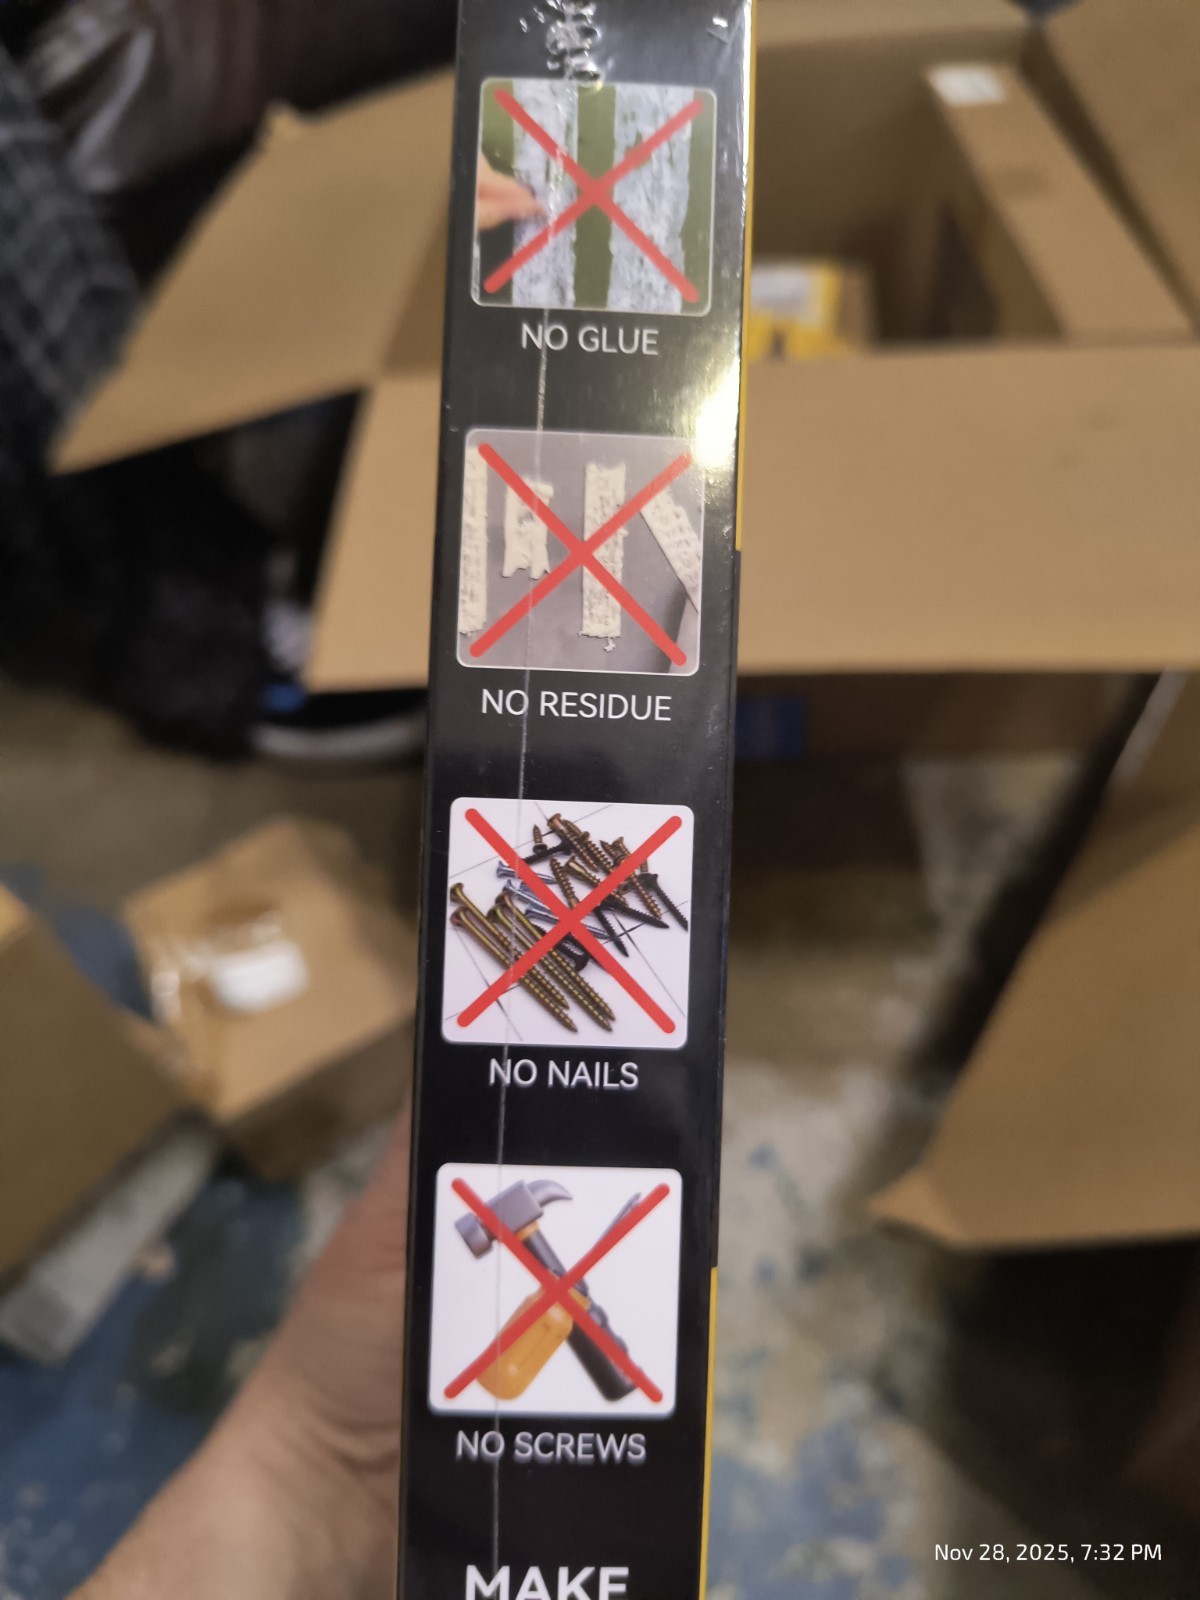 NO GLUE
NO RESIDUE
NO NAILS
NO SCREWS
MAKE
Nov 28, 2025, 7:32 PM